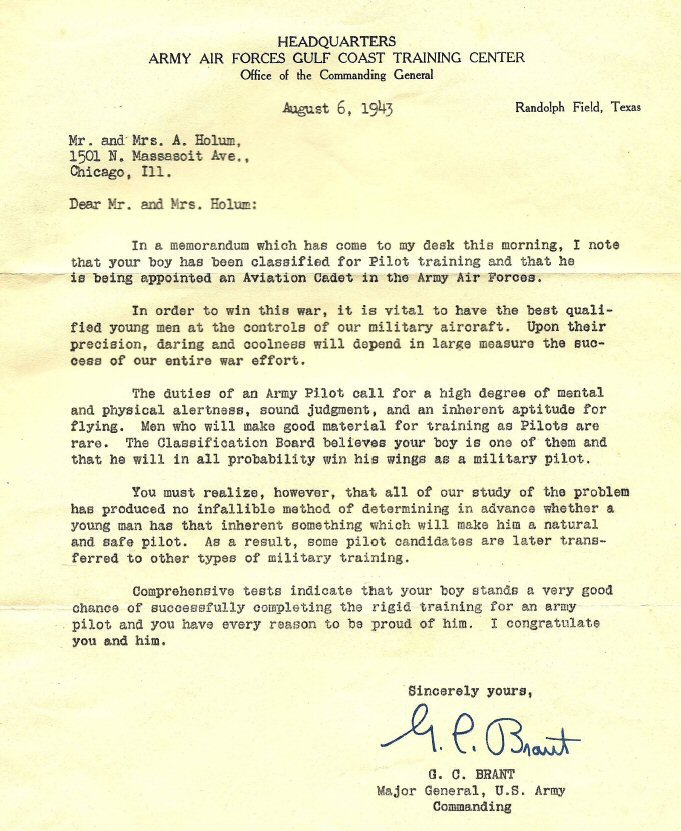 HEADQUARTERS
ARMY AIR FORCES GULF COAST TRAINING CENTER
Office of the Commanding General
August 6, 1943
Randolph Field, Texas
Mr. and Mrs. A. Holum,
1501 N. Massasoit Ave.,
Chicago, Ill.
Dear Mr. and Mrs. Holum:
In a memorandum which has come to my desk this morning, I note
that your boy has been classified for Pilot training and that he
is being appointed an Aviation Cadet in the Army Air Forces.
In order to win this war, it is vital to have the best quali-
fied young men at the controls of our military aircraft. Upon their
precision, daring and coolness will depend in large measure the suc-
cess of our entire war effort.
The duties of an Army Pilot call for a high degree of mental
and physical alertness, sound judgment, and an inherent aptitude for
flying. Men who will make good material for training as Pilots are
rare. The Classification Board believes your boy is one of them and
that he will in all probability win his wings as a military pilot.
You must realize, however, that all of our study of the problem
has produced no infallible method of determining in advance whether a
young man has that inherent something which will make him a natural
and safe pilot. As a result, some pilot candidates are later trans-
ferred to other types of military training.
Comprehensive tests indicate that your boy stands a very good
chance of successfully completing the rigid training for an army
pilot and you have every reason to be proud of him. I congratulate
you and him.
Sincerely yours,
G. C. Brant
G. C. BRANT
Major General, U.S. Army
Commanding